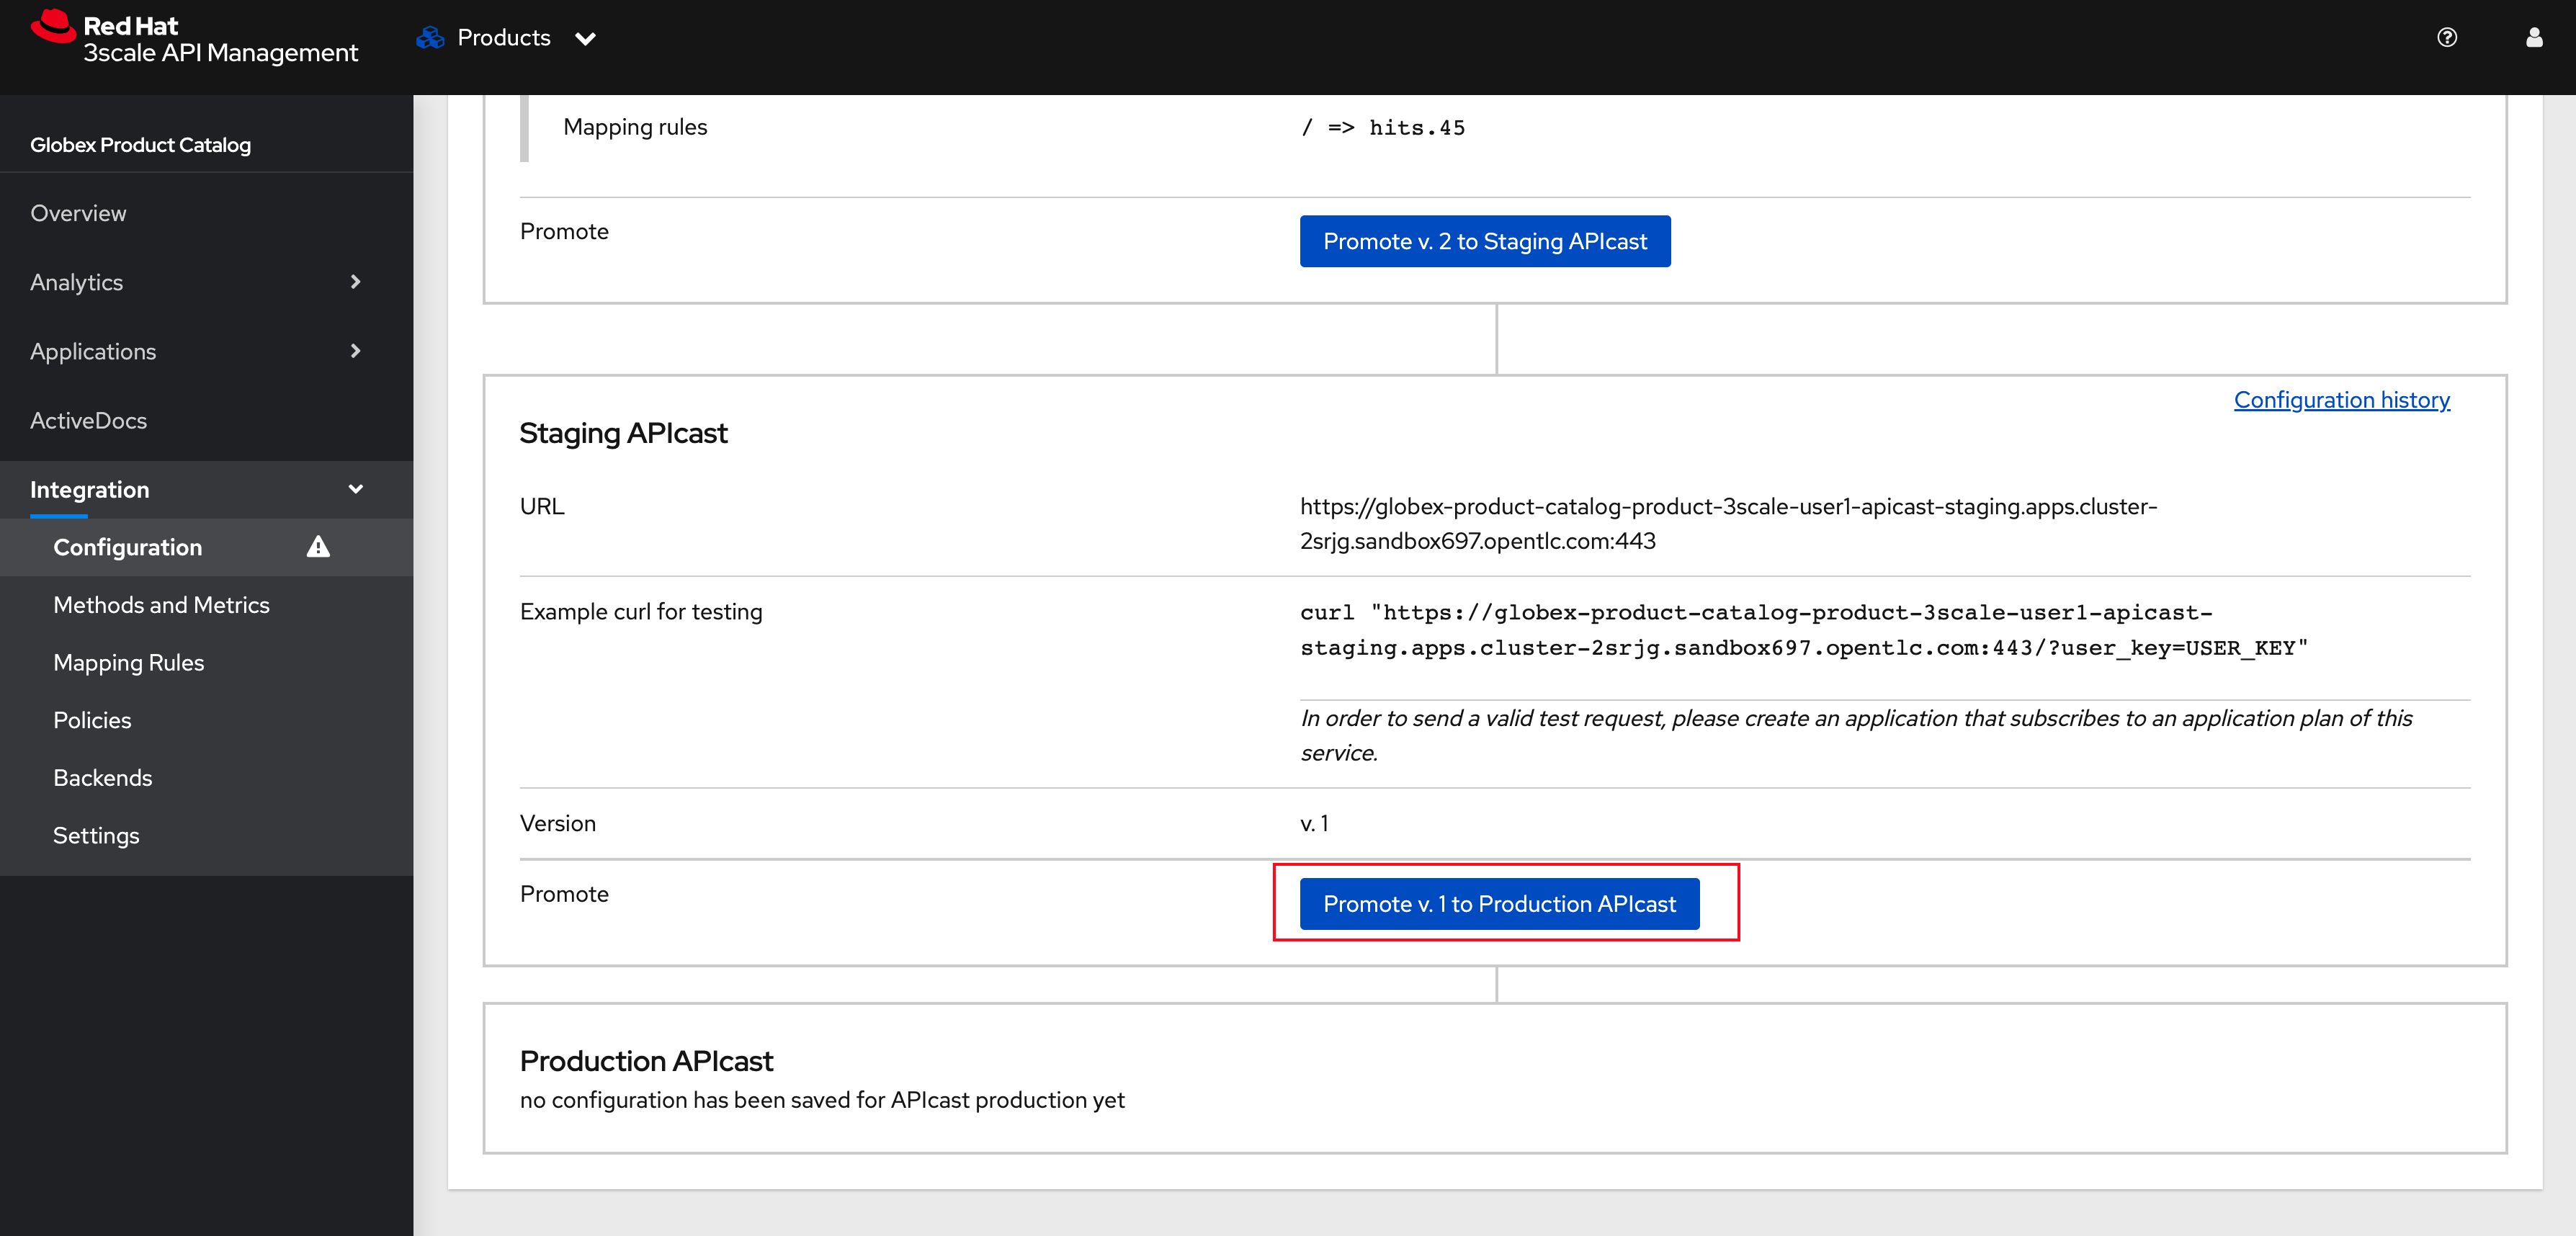 Red Hat
3scale API Management
Products
Globex Product Catalog
Overview
Analytics
Applications
ActiveDocs
Integration
Configuration
Methods and Metrics
Mapping Rules
Policies
Backends
Settings
Mapping rules
/ => hits.45
Promote
Promote v. 2 to Staging APIcast
Configuration history
Staging APIcast
URL
https://globex-product-catalog-product-3scale-user1-apicast-staging.apps.cluster-
2srjg.sandbox697.opentlc.com:443
Example curl for testing
curl "https://globex-product-catalog-product-3scale-user1-apicast-
staging.apps.cluster-2srjg.sandbox697.opentlc.com:443/?user_key=USER_KEY"
In order to send a valid test request, please create an application that subscribes to an application plan of this
service.
Version
v. 1
Promote
Promote v. 1 to Production APIcast
Production APIcast
no configuration has been saved for APIcast production yet